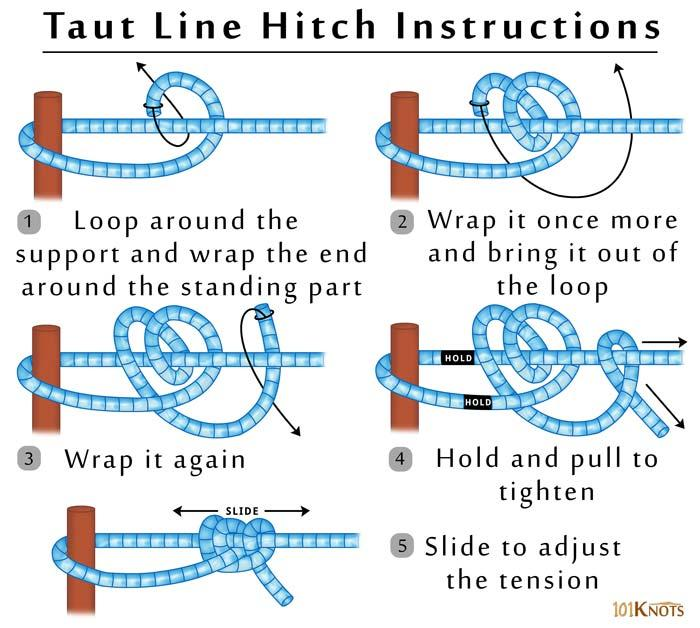 Taut Line Hitch Instructions
1 Loop around the
support and wrap the end
around the standing part
2 Wrap it once more
and bring it out of
the loop
3 Wrap it again
HOLD
HOLD
4 Hold and pull to
tighten
SLIDE
5 Slide to adjust
the tension
101KNOTS